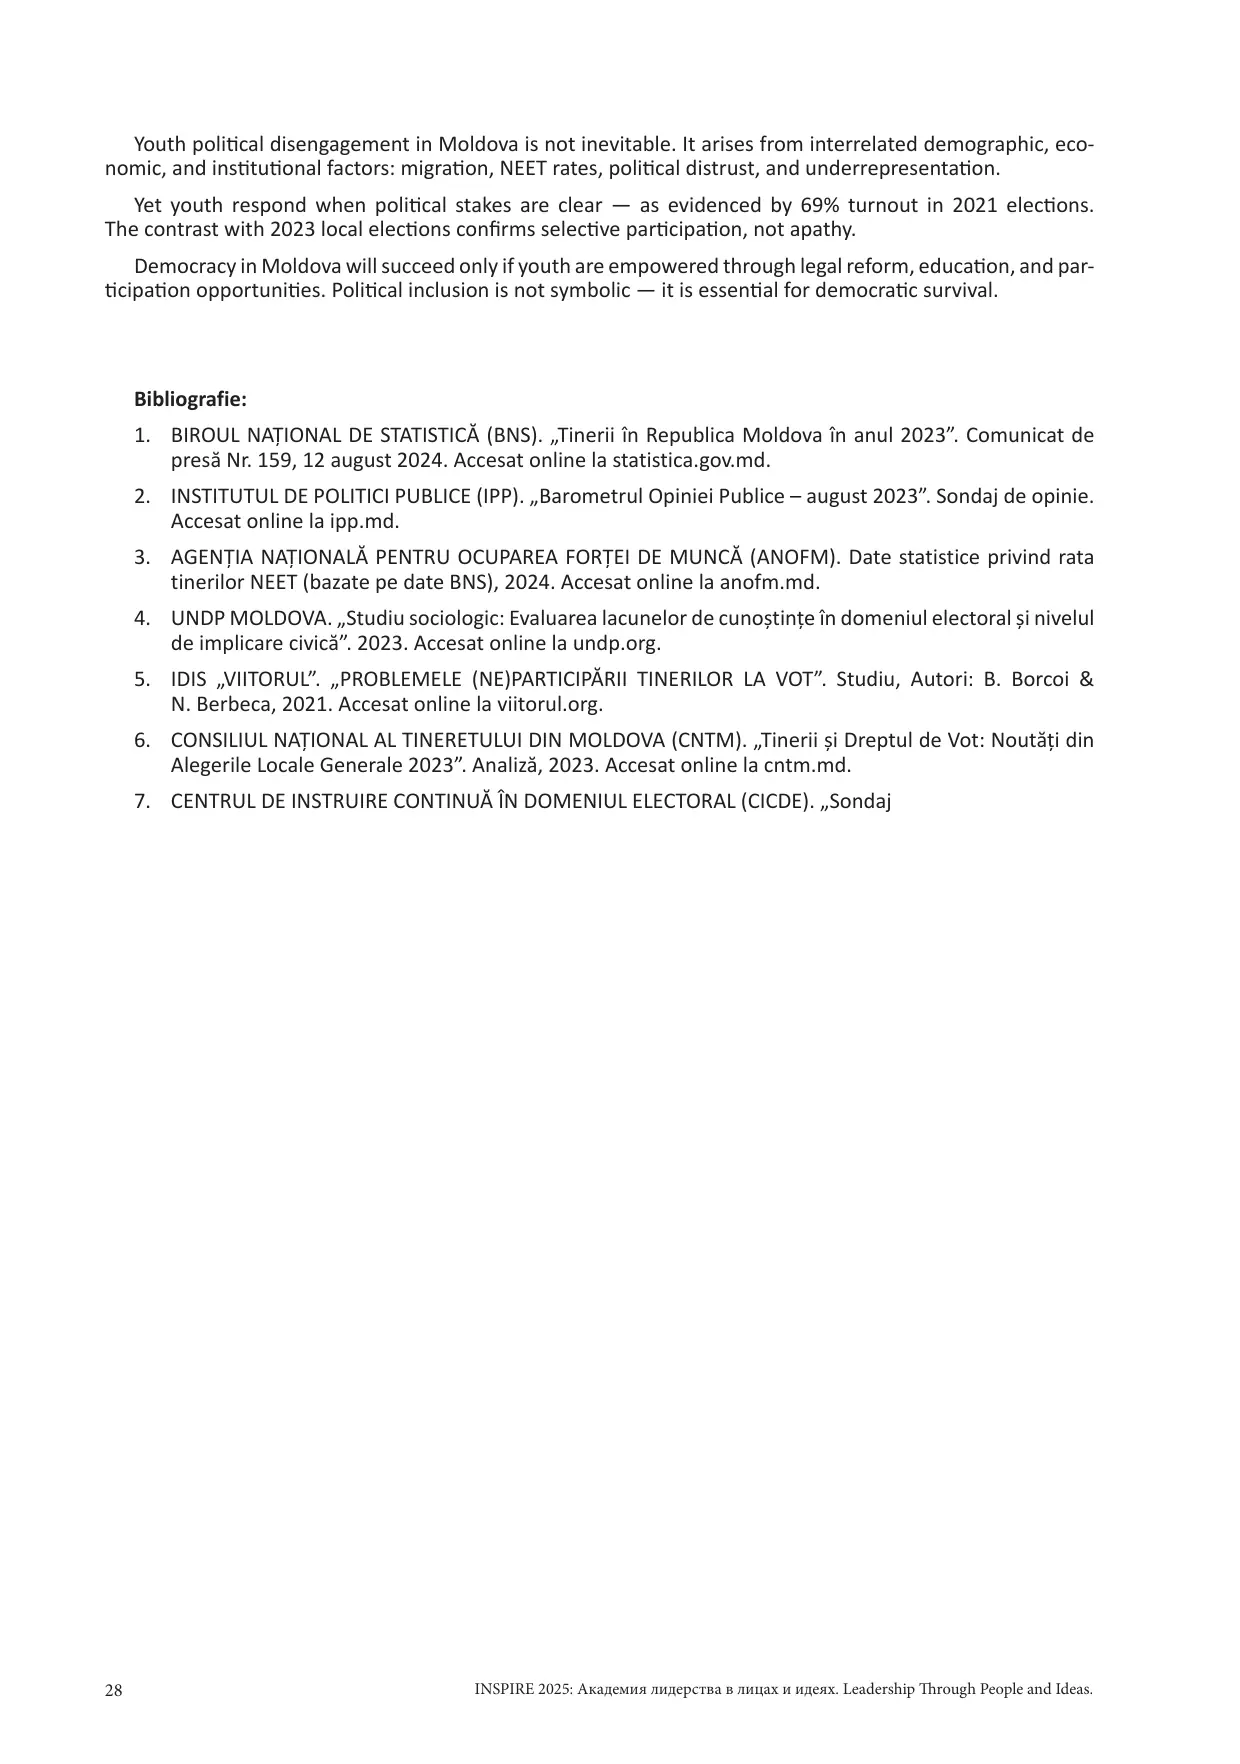 Youth political disengagement in Moldova is not inevitable. It arises from interrelated demographic, eco-
nomic, and institutional factors: migration, NEET rates, political distrust, and underrepresentation.
Yet youth respond when political stakes are clear — as evidenced by 69% turnout in 2021 elections.
The contrast with 2023 local elections confirms selective participation, not apathy.
Democracy in Moldova will succeed only if youth are empowered through legal reform, education, and par-
ticipation opportunities. Political inclusion is not symbolic — it is essential for democratic survival.
Bibliografie:
1. BIROUL NAȚIONAL DE STATISTICĂ (BNS). „Tinerii în Republica Moldova în anul 2023”. Comunicat de
presă Nr. 159, 12 august 2024. Accesat online la statistica.gov.md.
2. INSTITUTUL DE POLITICI PUBLICE (IPP). „Barometrul Opiniei Publice – august 2023”. Sondaj de opinie.
Accesat online la ipp.md.
3. AGENȚIA NAȚIONALĂ PENTRU OCUPAREA FORȚEI DE MUNCĂ (ANOFM). Date statistice privind rata
tinerilor NEET (bazate pe date BNS), 2024. Accesat online la anofm.md.
4. UNDP MOLDOVA. „Studiu sociologic: Evaluarea lacunelor de cunoștințe în domeniul electoral și nivelul
de implicare civică”. 2023. Accesat online la undp.org.
5. IDIS „VIITORUL”. „PROBLEMELE (NE)PARTICIPĂRII TINERILOR LA VOT”. Studiu, Autori: B. Borcoi &
N. Berbeca, 2021. Accesat online la viitorul.org.
6. CONSILIUL NAȚIONAL AL TINERETULUI DIN MOLDOVA (CNTM). „Tinerii și Dreptul de Vot: Noutăți din
Alegerile Locale Generale 2023”. Analiză, 2023. Accesat online la cntm.md.
7. CENTRUL DE INSTRUIRE CONTINUĂ ÎN DOMENIUL ELECTORAL (CICDE). „Sondaj
28 INSPIRE 2025: Академия лидерства в лицах и идеях. Leadership Through People and Ideas.